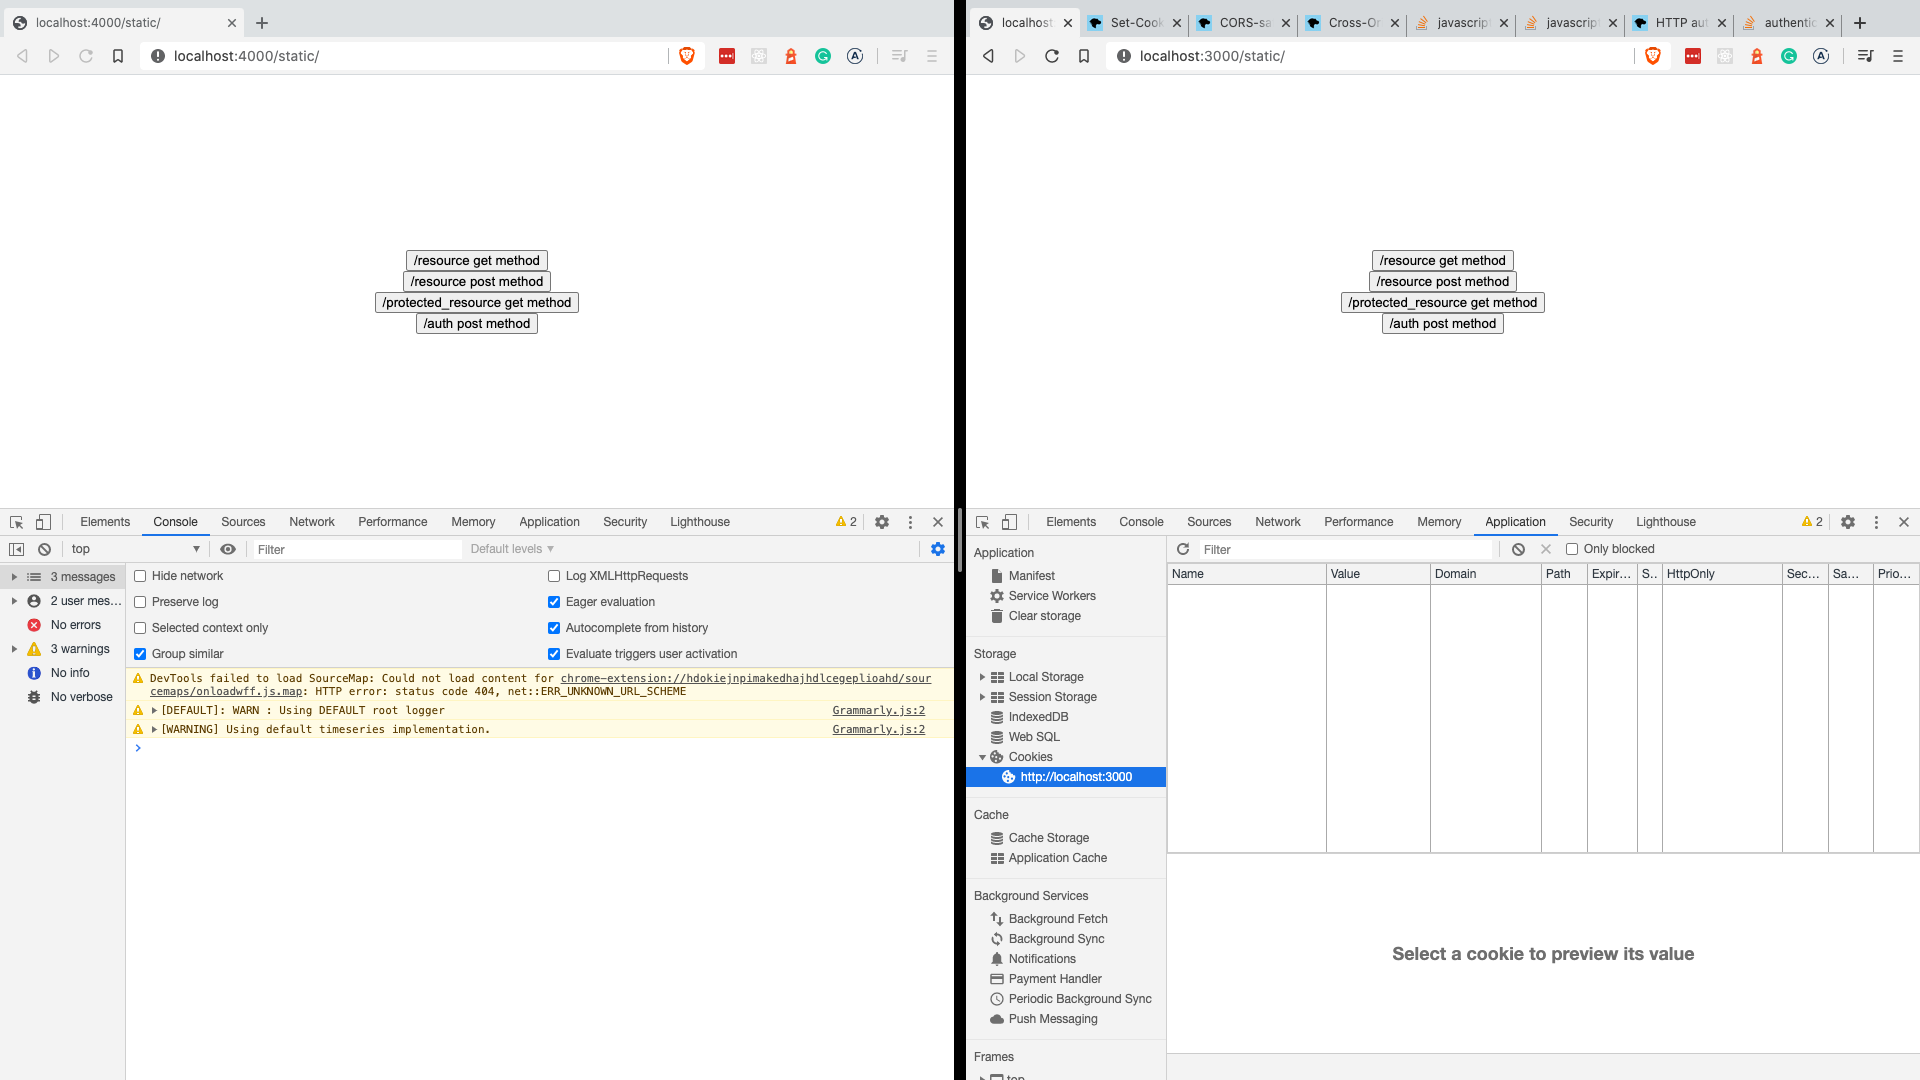 localhost:4000/static/
localhost:4000/static/
/resource get method
/resource post method
/protected_resource get method
/auth post method
Elements Console Sources Network Performance Memory Application Security Lighthouse 2
top Filter Default levels
3 messages
2 user mes...
No errors
3 warnings
No info
No verbose
Hide network Log XMLHttpRequests
Preserve log Eager evaluation
Selected context only Autocomplete from history
Group similar Evaluate triggers user activation
DevTools failed to load SourceMap: Could not load content for chrome-extension://hdokiejnpimakedhajhdlcegeplioahd/sour
cemaps/onloadwff.js.map: HTTP error: status code 404, net::ERR_UNKNOWN_URL_SCHEME
[DEFAULT]: WARN : Using DEFAULT root logger Grammarly.js:2
[WARNING] Using default timeseries implementation. Grammarly.js:2
localhost: Set-Cook CORS-sa Cross-Or javascript javascript HTTP aut authentic
localhost:3000/static/
/resource get method
/resource post method
/protected_resource get method
/auth post method
Elements Console Sources Network Performance Memory Application Security Lighthouse 2
Application
Manifest
Service Workers
Clear storage
Storage
Local Storage
Session Storage
IndexedDB
Web SQL
Cookies
http://localhost:3000
Cache
Cache Storage
Application Cache
Background Services
Background Fetch
Background Sync
Notifications
Payment Handler
Periodic Background Sync
Push Messaging
Frames
top
Filter Only blocked
Name Value Domain Path Expir... S.. HttpOnly Sec... Sa... Prio...
Select a cookie to preview its value